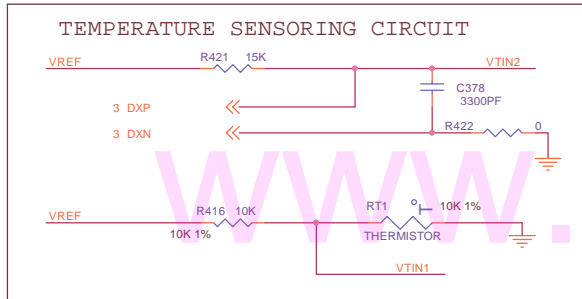 TEMPERATURE SENSORING CIRCUIT
VREF
R421 15K
VTIN2
C378
3300PF
3 DXP
3 DXN
R422 0
WWW.
VREF
R416 10K
10K 1%
RT1
10K 1%
THERMISTOR
VTIN1